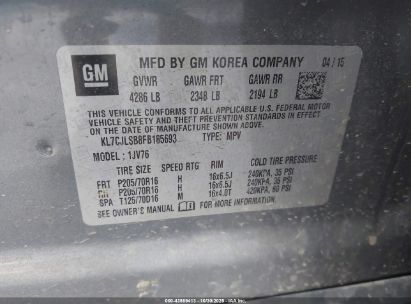 GM
MFD BY GM KOREA COMPANY 04/15
GVWR GAWR FRT GAWR RR
4286 LB 2348 LB 2194 LB
THIS VEHICLE CONFORMS TO ALL APPLICABLE U.S. FEDERAL MOTOR
VEHICLE SAFETY AND THEFT PREVENTION STANDARDS IN EFFECT ON
THE DATE OF MANUFACTURE SHOWN ABOVE.
KL7CJLSB8FB185693 TYPE: MPV
MODEL: 1JV76
TIRE SIZE SPEED RTG RIM COLD TIRE PRESSURE
FRT P205/70R16 H 16x6.5J 240KPA, 35 PSI
RR P205/70R16 H 16x6.5J 240KPA, 35 PSI
SPA T125/70D16 M 16x4.0T 420KPA, 60 PSI
SEE OWNER'S MANUAL FOR MORE INFORMATION.